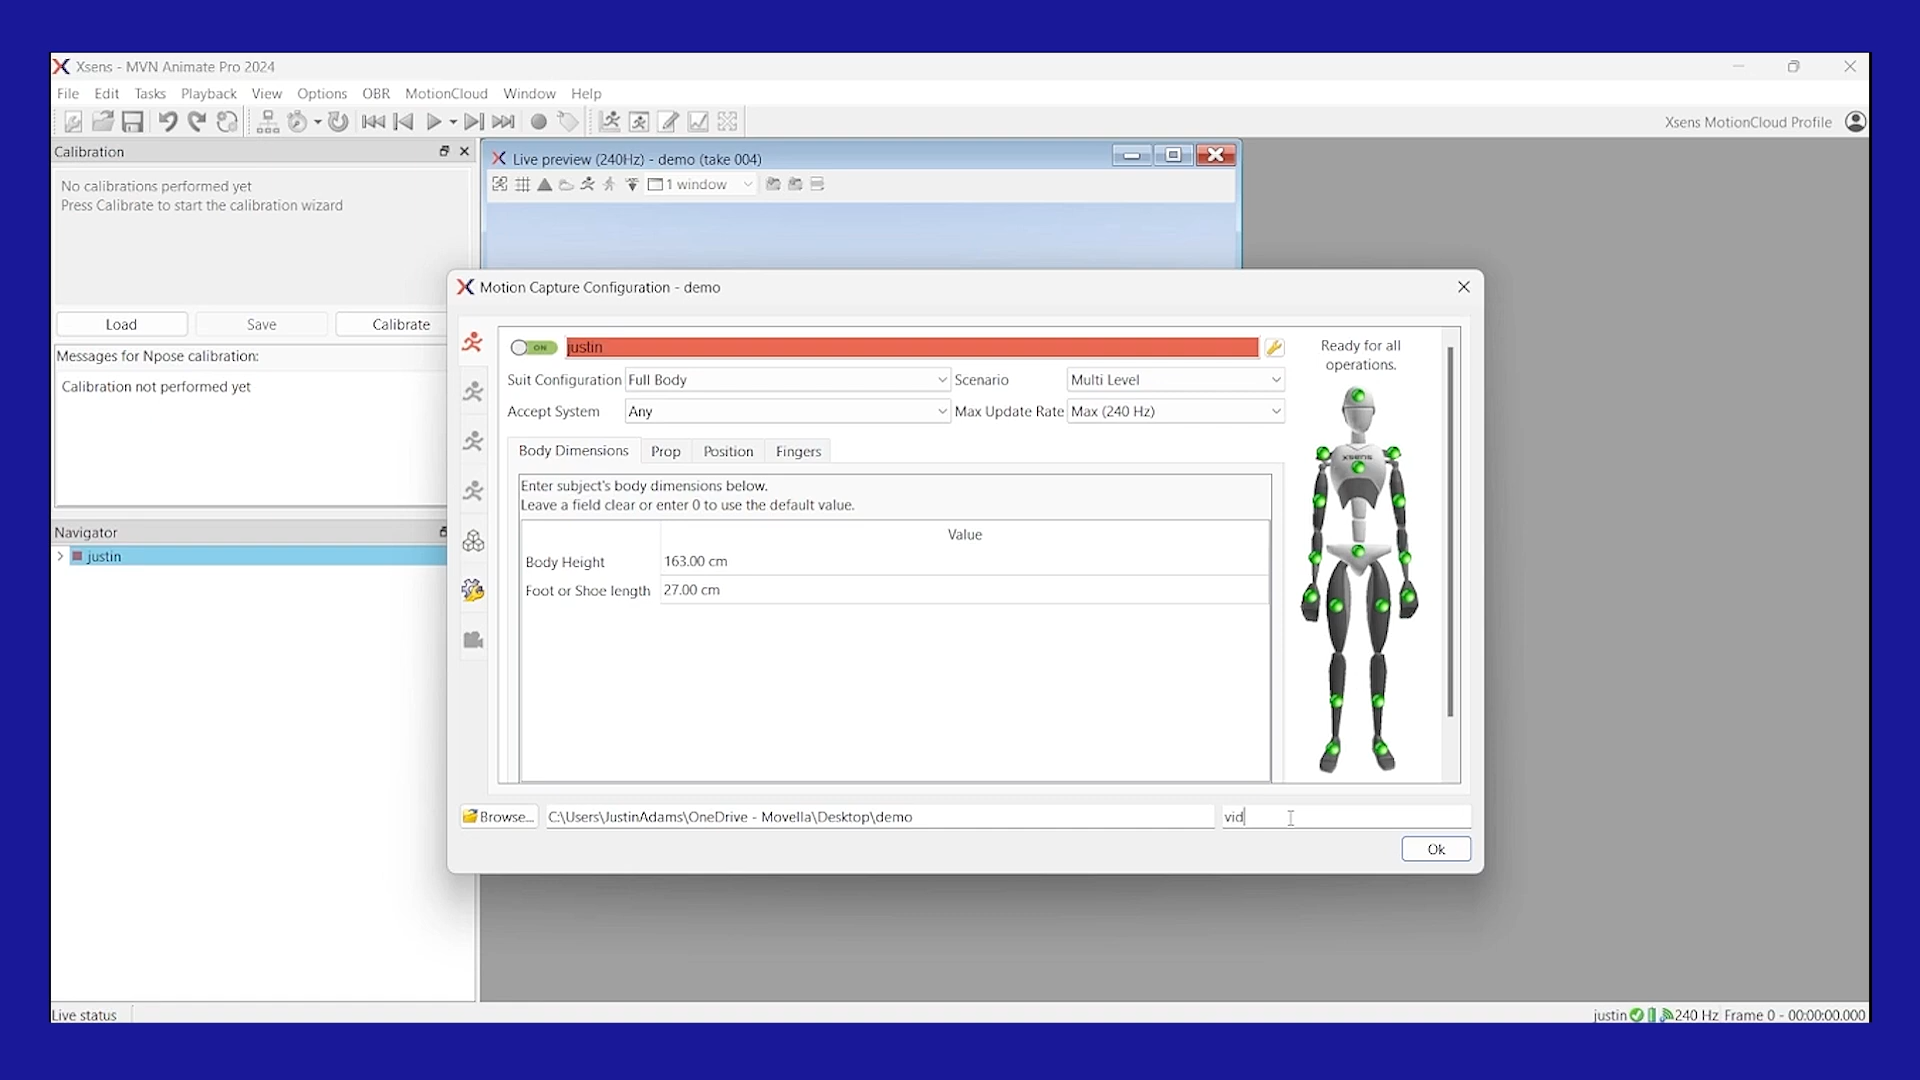 Xsens - MVN Animate Pro 2024
File Edit Tasks Playback View Options OBR MotionCloud Window Help
Xsens MotionCloud Profile
Calibration
No calibrations performed yet
Press Calibrate to start the calibration wizard
Load Save Calibrate
Messages for Npose calibration:
Calibration not performed yet
Navigator
justin
Live preview (240Hz) - demo (take 004)
1 window
Motion Capture Configuration - demo
ON justin
Suit Configuration Full Body Scenario Multi Level
Accept System Any Max Update Rate Max (240 Hz)
Body Dimensions Prop Position Fingers
Enter subject's body dimensions below.
Leave a field clear or enter 0 to use the default value.
Value
Body Height 163.00 cm
Foot or Shoe length 27.00 cm
Ready for all
operations.
XSENS
Browse... C:\Users\JustinAdams\OneDrive - Movella\Desktop\demo vid
Ok
Live status
justin 240 Hz Frame 0 - 00:00:00.000